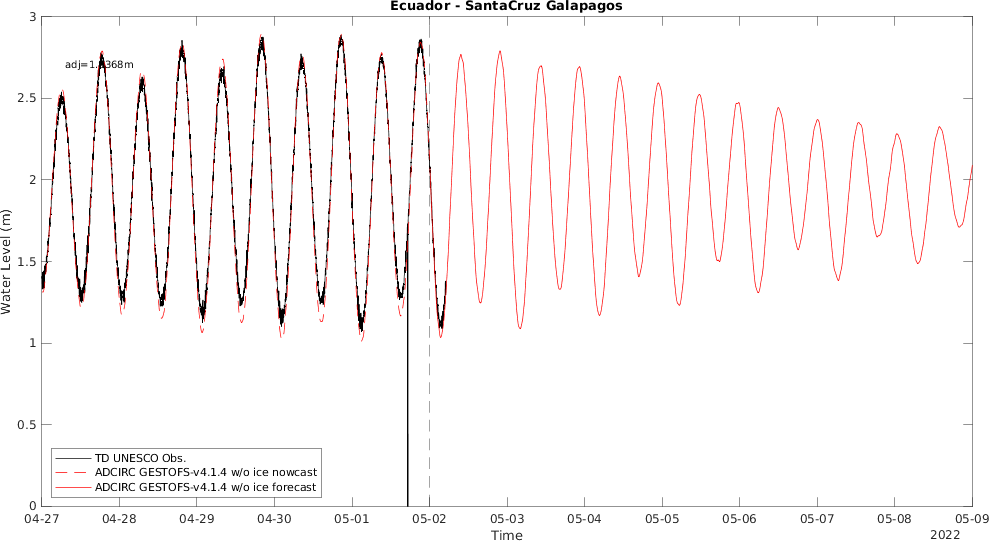 Ecuador - SantaCruz Galapagos
3
2.5
2
1.5
1
0.5
0
Water Level (m)
TD UNESCO Obs.
ADCIRC GESTOFS-v4.1.4 w/o ice nowcast
ADCIRC GESTOFS-v4.1.4 w/o ice forecast
04-27 04-28 04-29 04-30 05-01 05-02 05-03 05-04 05-05 05-06 05-07 05-08 05-09
Time
2022